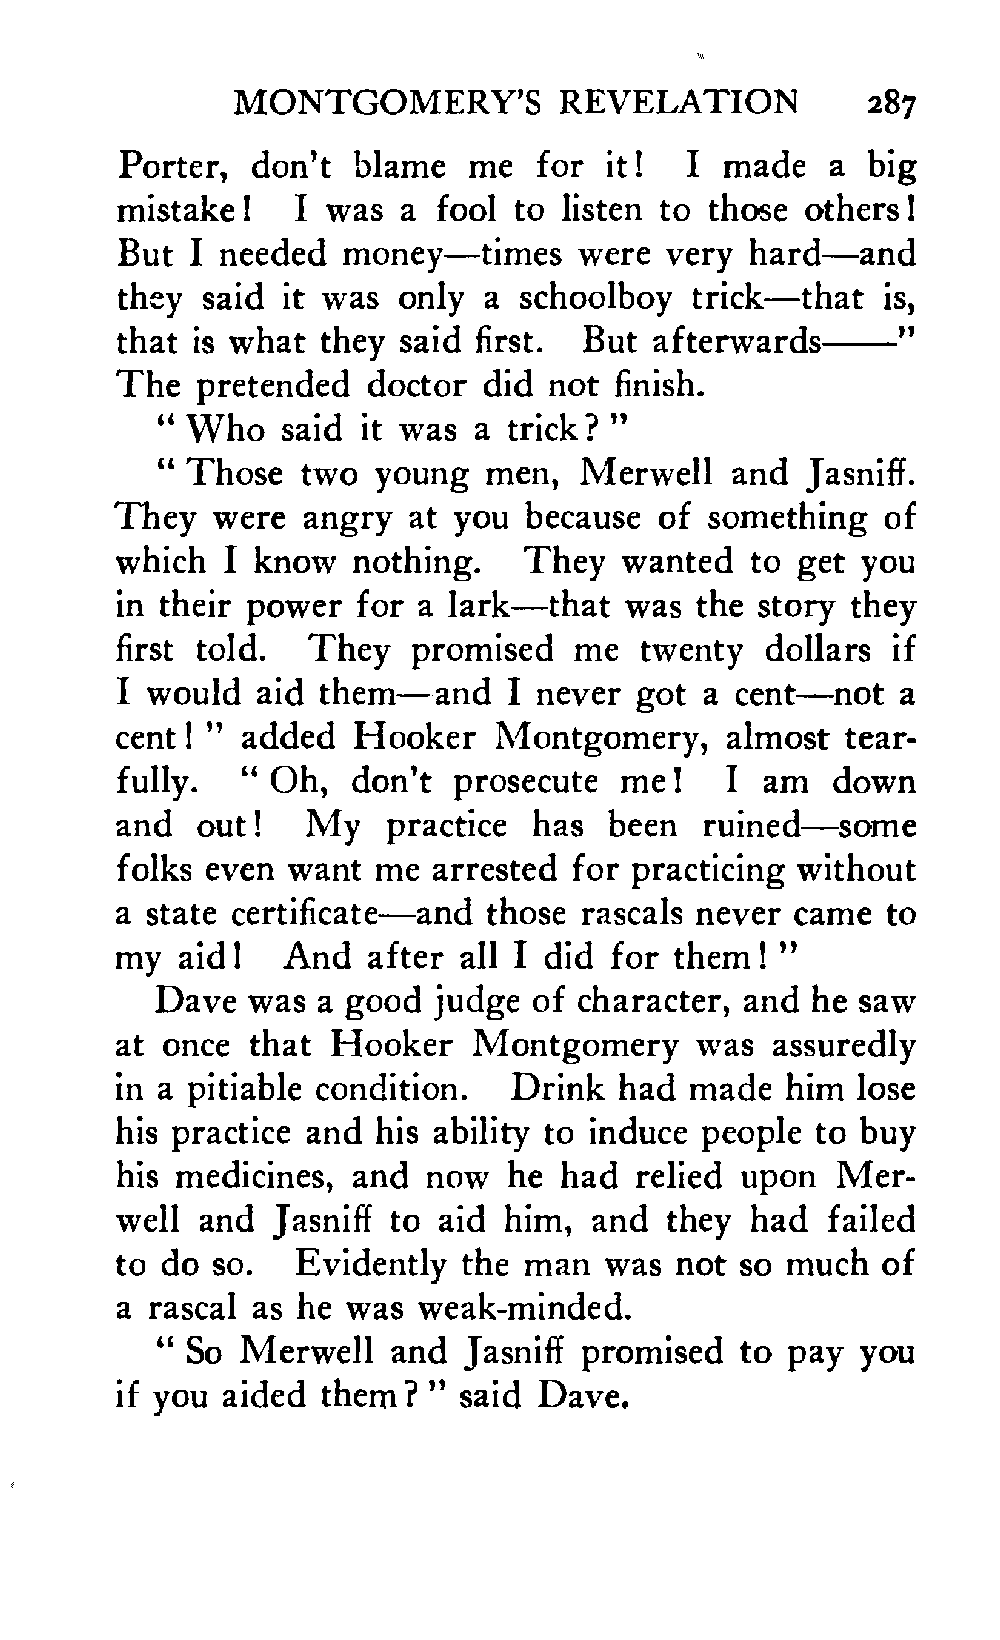 MONTGOMERY'S REVELATION 287
Porter, don't blame me for it! I made a big
mistake! I was a fool to listen to those others!
But I needed money—times were very hard—and
they said it was only a schoolboy trick—that is,
that is what they said first. But afterwards——"
The pretended doctor did not finish.
" Who said it was a trick? "
" Those two young men, Merwell and Jasniff.
They were angry at you because of something of
which I know nothing. They wanted to get you
in their power for a lark—that was the story they
first told. They promised me twenty dollars if
I would aid them—and I never got a cent—not a
cent! " added Hooker Montgomery, almost tear-
fully. " Oh, don't prosecute me! I am down
and out! My practice has been ruined—some
folks even want me arrested for practicing without
a state certificate—and those rascals never came to
my aid! And after all I did for them! "
Dave was a good judge of character, and he saw
at once that Hooker Montgomery was assuredly
in a pitiable condition. Drink had made him lose
his practice and his ability to induce people to buy
his medicines, and now he had relied upon Mer-
well and Jasniff to aid him, and they had failed
to do so. Evidently the man was not so much of
a rascal as he was weak-minded.
" So Merwell and Jasniff promised to pay you
if you aided them? " said Dave.